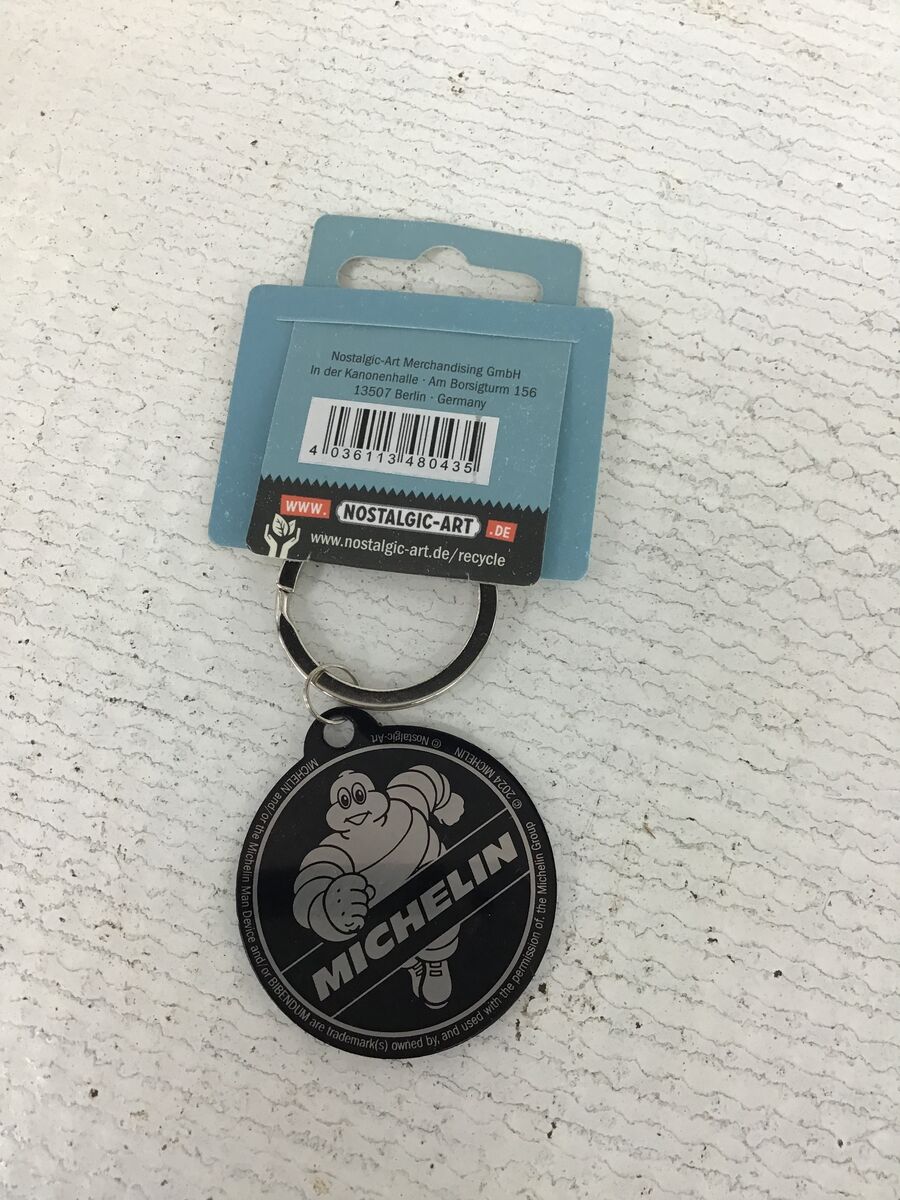 Nostalgic-Art Merchandising GmbH
In der Kanonenhalle · Am Borsigturm 156
13507 Berlin · Germany
4 036113 480435
WWW. NOSTALGIC-ART .DE
www.nostalgic-art.de/recycle
MICHELIN
MICHELIN and/or the Michelin Man Device and/or BIBENDUM are trademark(s) owned by, and used with the permission of, the Michelin Group
© 2024 MICHELIN
© Nostalgic-Art